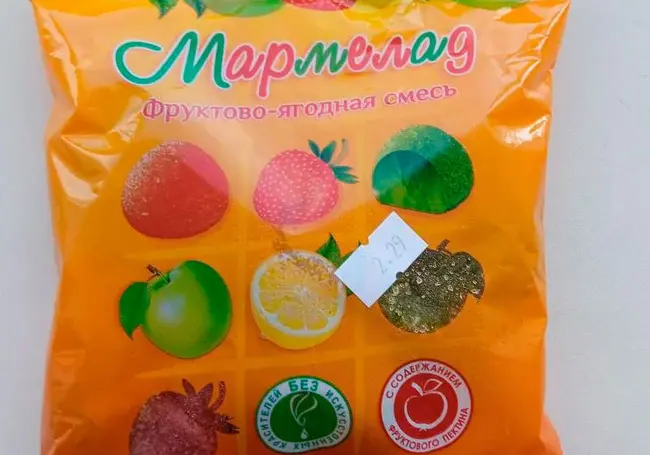 Мармелад
Фруктово-ягодная смесь
2.29
БЕЗ ИСКУССТВЕННЫХ КРАСИТЕЛЕЙ
С СОДЕРЖАНИЕМ ФРУКТОВОГО ПЕКТИНА